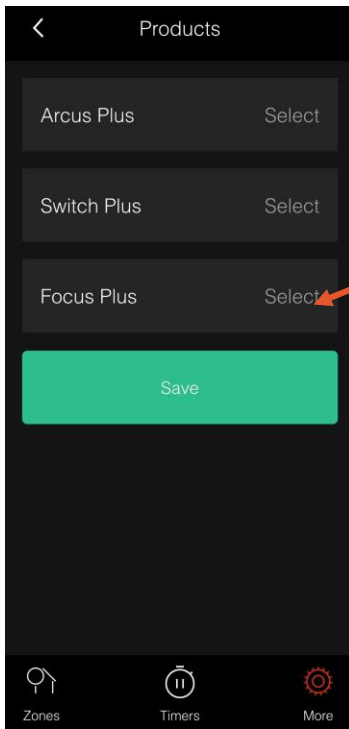 Products
Arcus Plus Select
Switch Plus Select
Focus Plus Select
Save
Zones Timers More